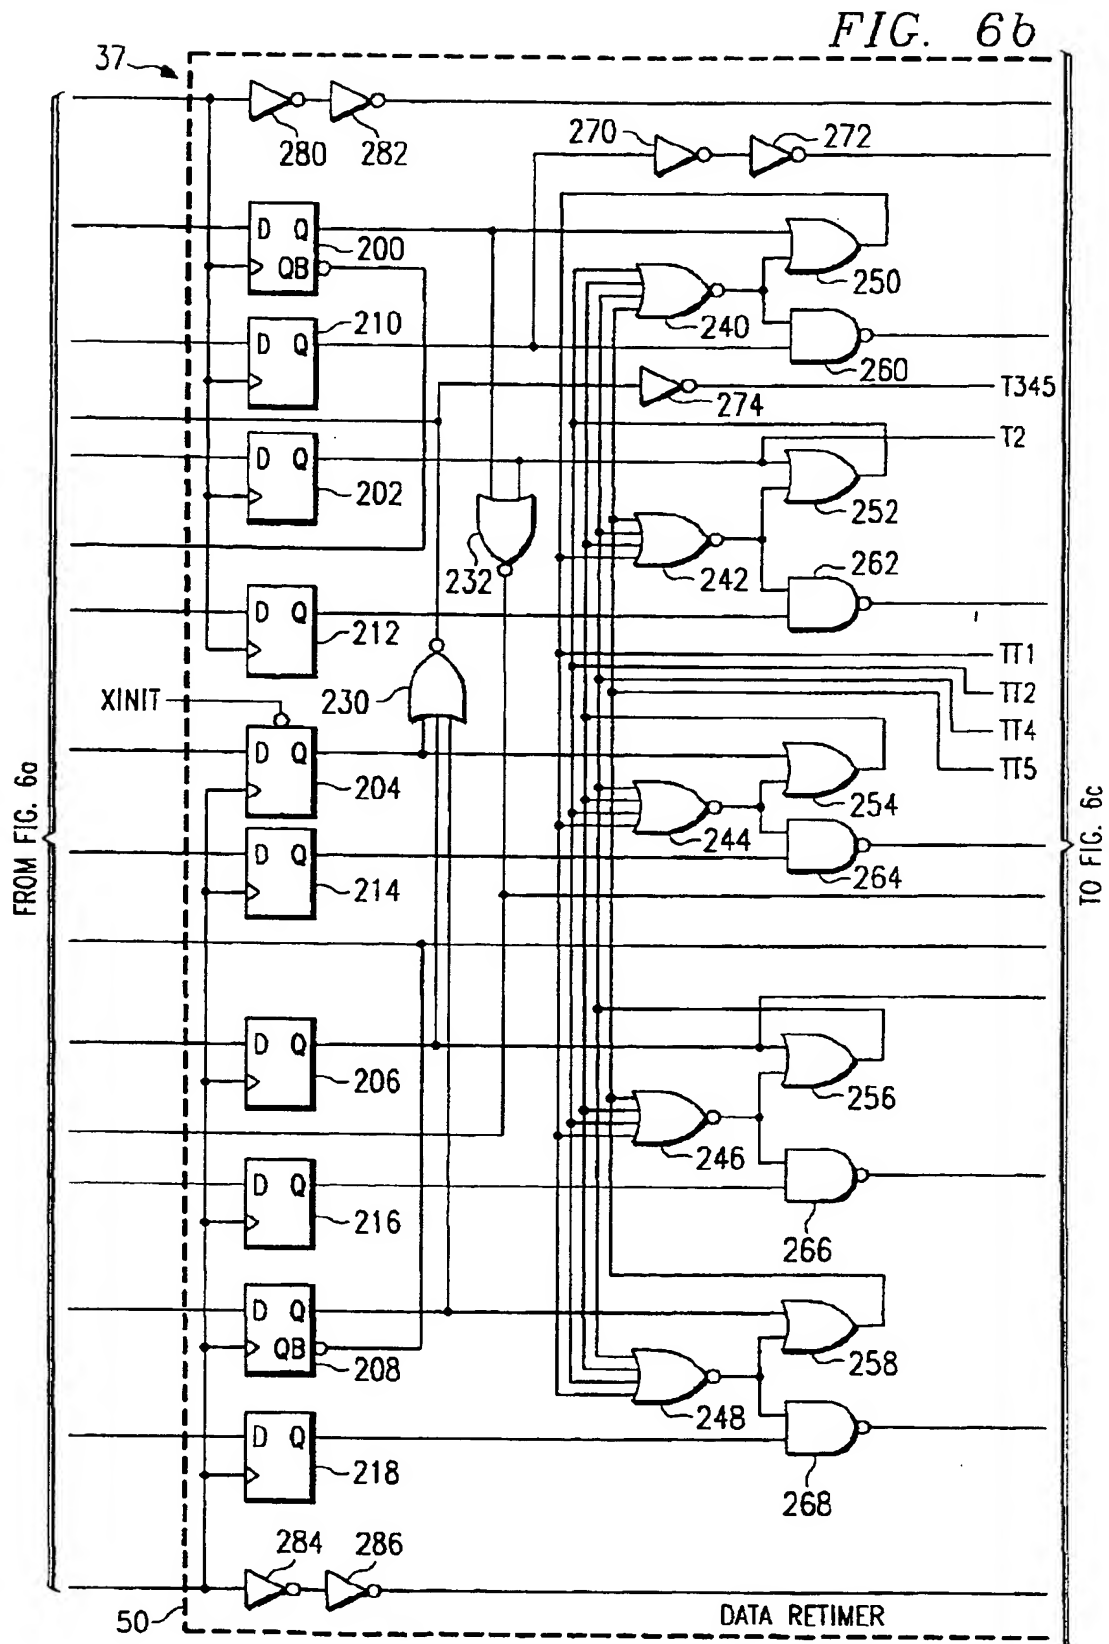 FIG. 6b
37
280
282
270
272
D Q
200
QB
250
210
D Q
240
260
T345
274
T2
D Q
202
252
232
242
262
D Q
212
TT1
XINIT
230
TT2
TT4
D Q
204
TT5
254
D Q
244
214
264
FROM FIG. 6a
TO FIG. 6c
D Q
206
256
246
D Q
216
266
D Q
QB
208
258
248
D Q
218
268
284
286
50
DATA RETIMER